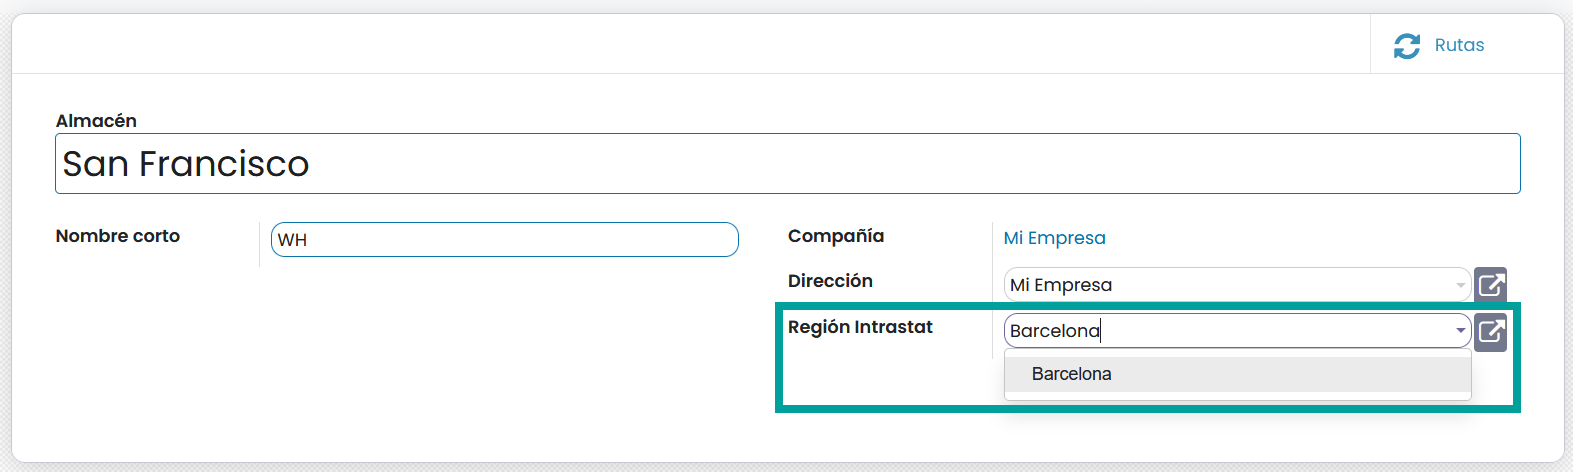 Rutas
Almacén
San Francisco
Nombre corto
WH
Compañía
Mi Empresa
Dirección
Mi Empresa
Región Intrastat
Barcelona
Barcelona